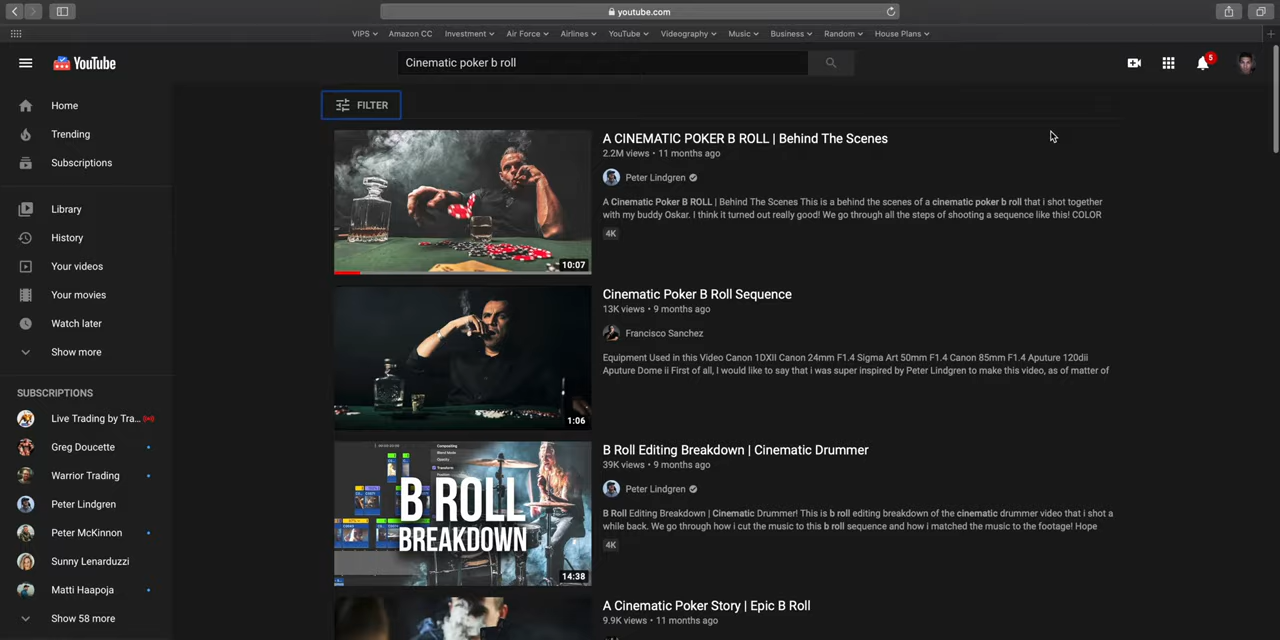 youtube.com
VIPS Amazon CC Investment Air Force Airlines YouTube Videography Music Business Random House Plans
YouTube
Cinematic poker b roll
5
Home
Trending
Subscriptions
Library
History
Your videos
Your movies
Watch later
Show more
SUBSCRIPTIONS
Live Trading by Tra...
Greg Doucette
Warrior Trading
Peter Lindgren
Peter McKinnon
Sunny Lenarduzzi
Matti Haapoja
Show 58 more
FILTER
10:07
A CINEMATIC POKER B ROLL | Behind The Scenes
2.2M views • 11 months ago
Peter Lindgren
A Cinematic Poker B ROLL | Behind The Scenes This is a behind the scenes of a cinematic poker b roll that i shot together
with my buddy Oskar. I think it turned out really good! We go through all the steps of shooting a sequence like this! COLOR
4K
1:06
Cinematic Poker B Roll Sequence
13K views • 9 months ago
Francisco Sanchez
Equipment Used in this Video Canon 1DXII Canon 24mm F1.4 Sigma Art 50mm F1.4 Canon 85mm F1.4 Aputure 120dii
Aputure Dome ii First of all, I would like to say that i was super inspired by Peter Lindgren to make this video, as of matter of
B ROLL
BREAKDOWN
14:38
B Roll Editing Breakdown | Cinematic Drummer
39K views • 9 months ago
Peter Lindgren
B Roll Editing Breakdown | Cinematic Drummer! This is b roll editing breakdown of the cinematic drummer video that i shot a
while back. We go through how i cut the music to this b roll sequence and how i matched the music to the footage! Hope
4K
A Cinematic Poker Story | Epic B Roll
9.9K views • 11 months ago